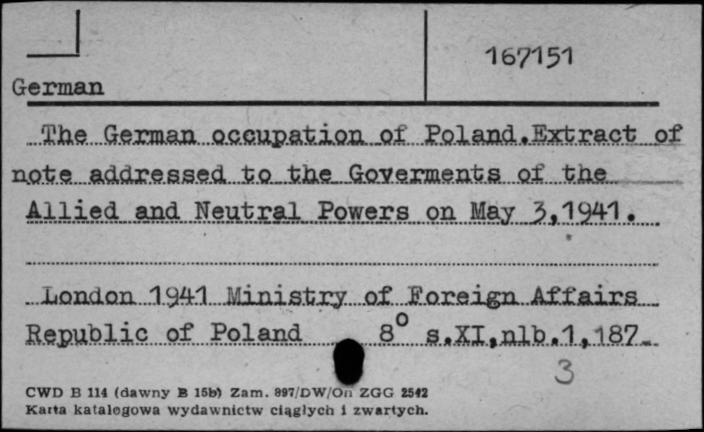 167151
German
The German occupation of Poland.Extract of
note addressed to the Goverments of the
Allied and Neutral Powers on May 3,1941.
London 1941 Ministry of Foreign Affairs
Republic of Poland 8° s.XI,nlb.1,187
3
CWD B 114 (dawny B 15b) Zam. 897/DW/On ZGG 2542
Karta katalogowa wydawnictw ciągłych i zwartych.